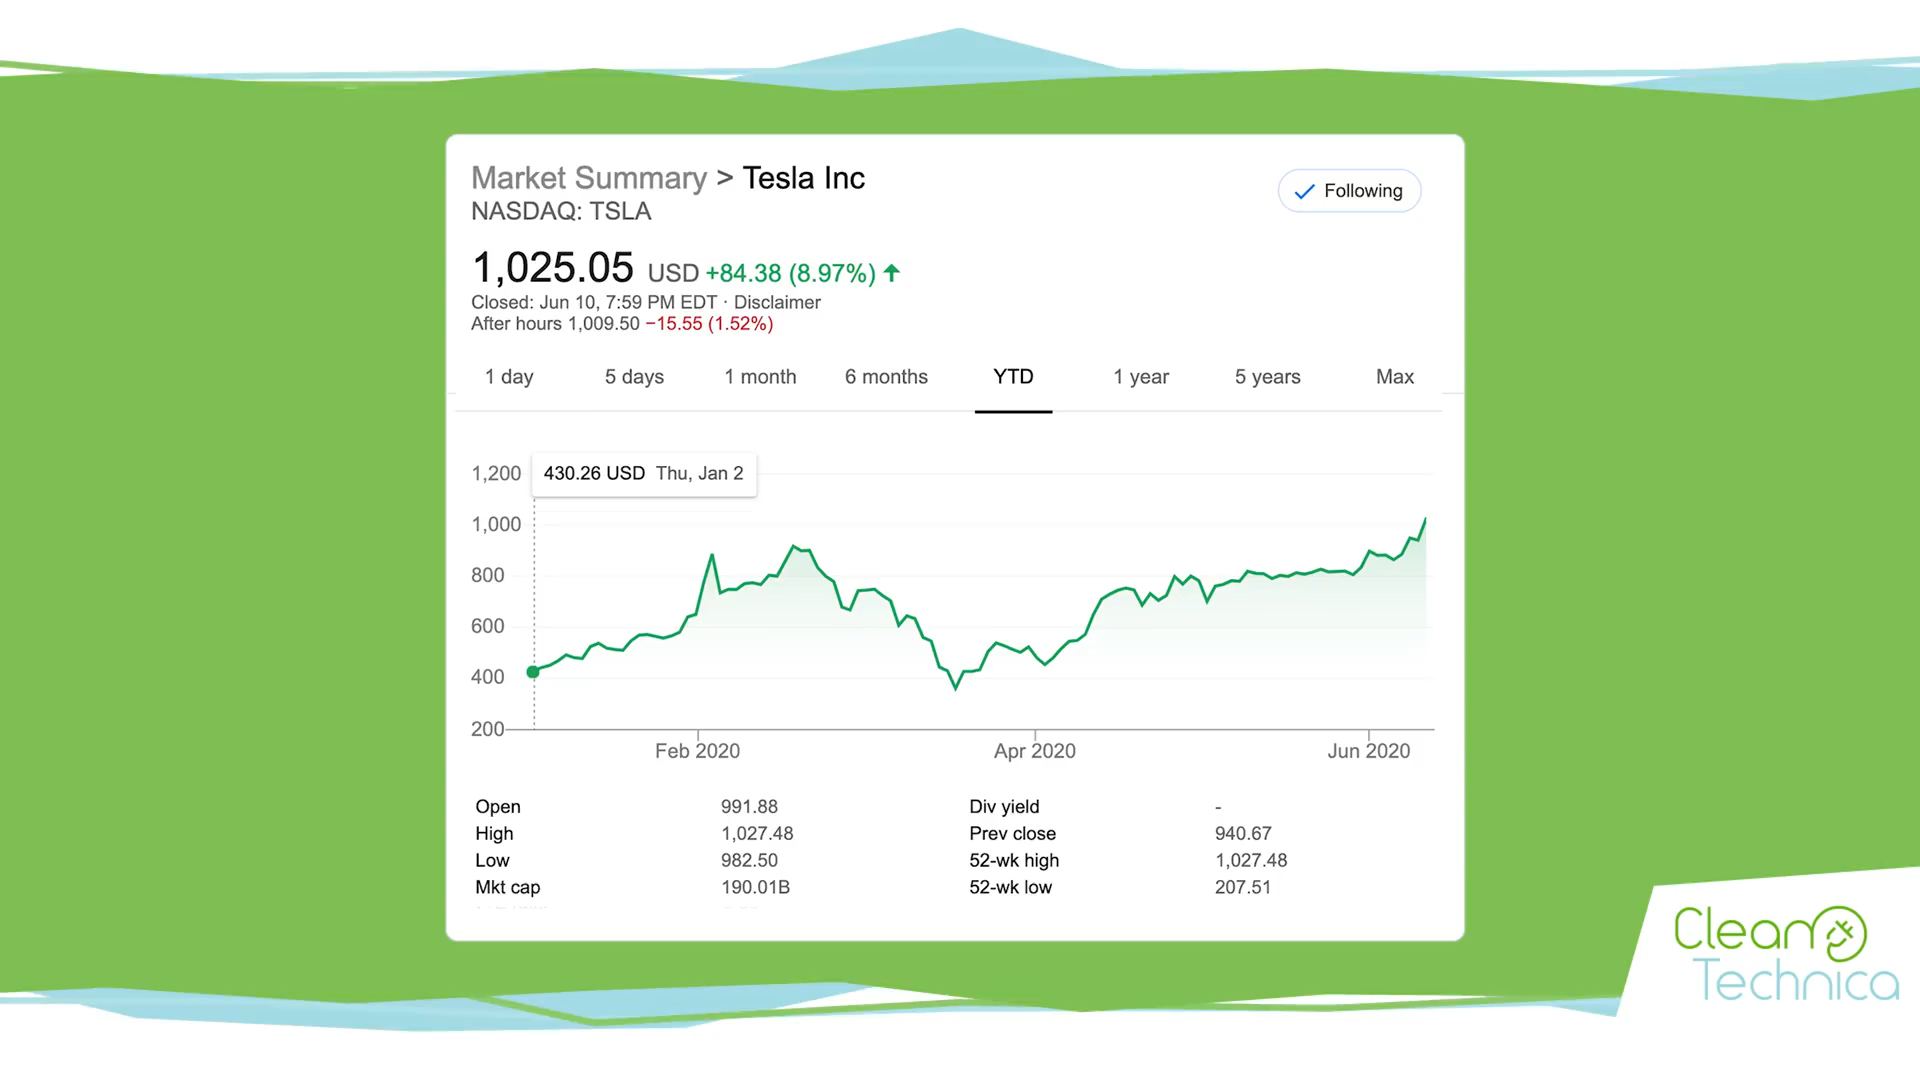 Market Summary > Tesla Inc
Following
NASDAQ: TSLA
1,025.05 USD +84.38 (8.97%)
Closed: Jun 10, 7:59 PM EDT · Disclaimer
After hours 1,009.50 −15.55 (1.52%)
1 day 5 days 1 month 6 months YTD 1 year 5 years Max
430.26 USD Thu, Jan 2
1,200
1,000
800
600
400
200
Feb 2020 Apr 2020 Jun 2020
Open 991.88 Div yield -
High 1,027.48 Prev close 940.67
Low 982.50 52-wk high 1,027.48
Mkt cap 190.01B 52-wk low 207.51
Clean
Technica